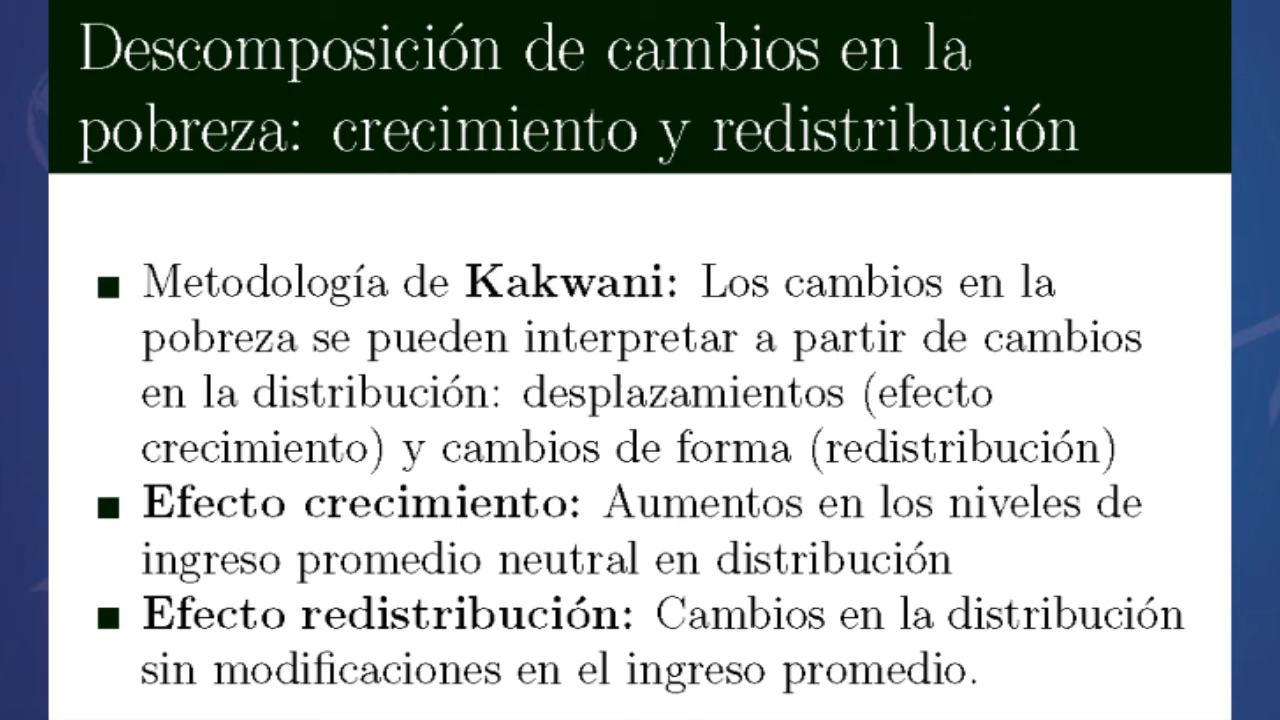 Descomposición de cambios en la
pobreza: crecimiento y redistribución
Metodología de Kakwani: Los cambios en la
pobreza se pueden interpretar a partir de cambios
en la distribución: desplazamientos (efecto
crecimiento) y cambios de forma (redistribución)
Efecto crecimiento: Aumentos en los niveles de
ingreso promedio neutral en distribución
Efecto redistribución: Cambios en la distribución
sin modificaciones en el ingreso promedio.